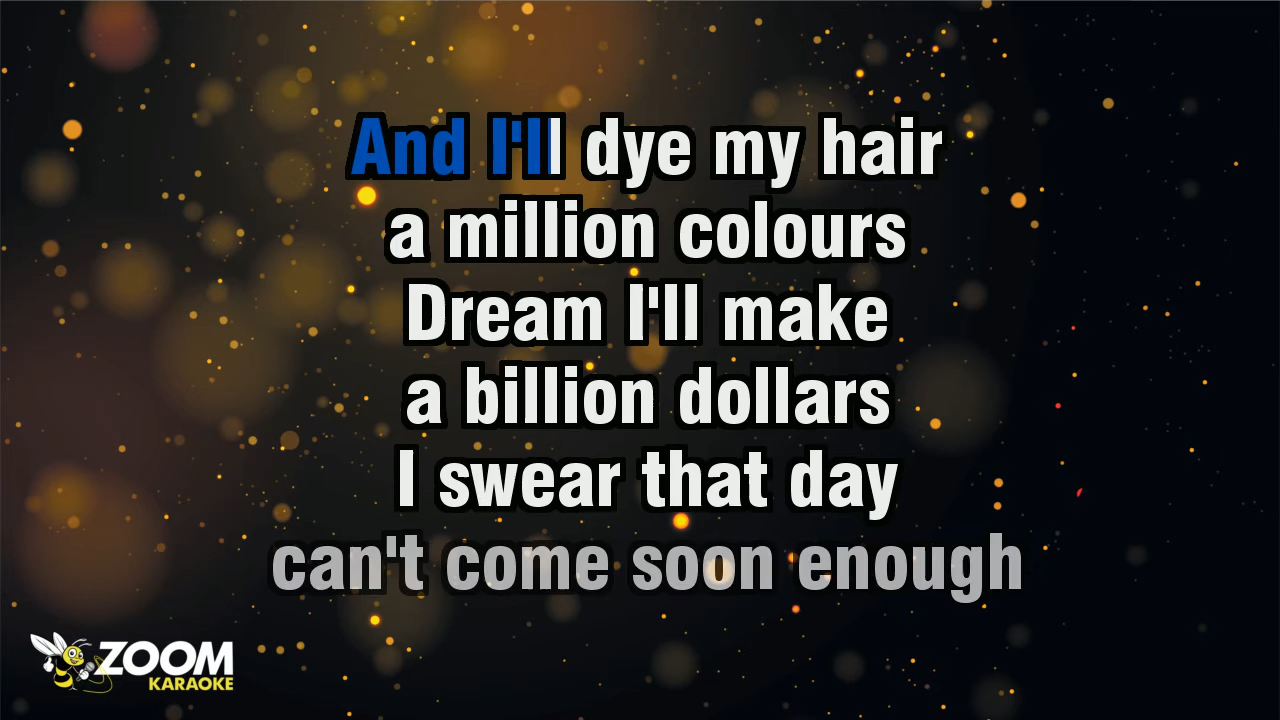 And I'll dye my hair
a million colours
Dream I'll make
a billion dollars
I swear that day
can't come soon enough
ZOOM
KARAOKE